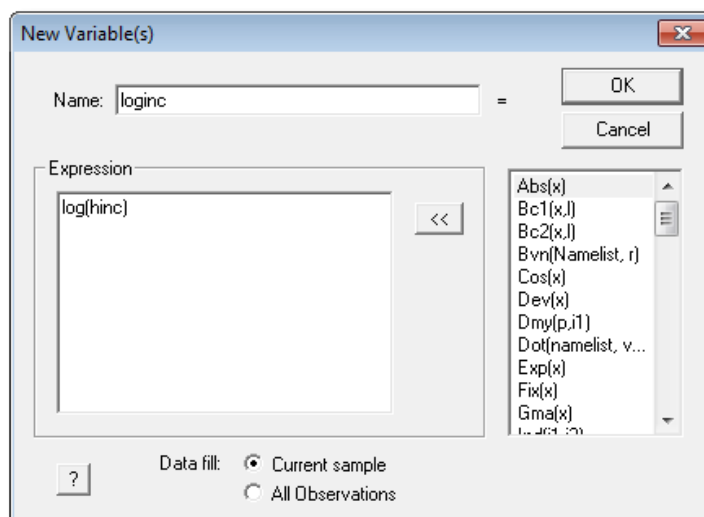 New Variable(s)
Name: loginc =
OK
Cancel
Expression
log(hinc)
<<
Abs(x)
Bc1(x,l)
Bc2(x,l)
Bvn(Namelist, r)
Cos(x)
Dev(x)
Dmy(p,i1)
Dot(namelist, v...
Exp(x)
Fix(x)
Gma(x)
?
Data fill:
Current sample
All Observations